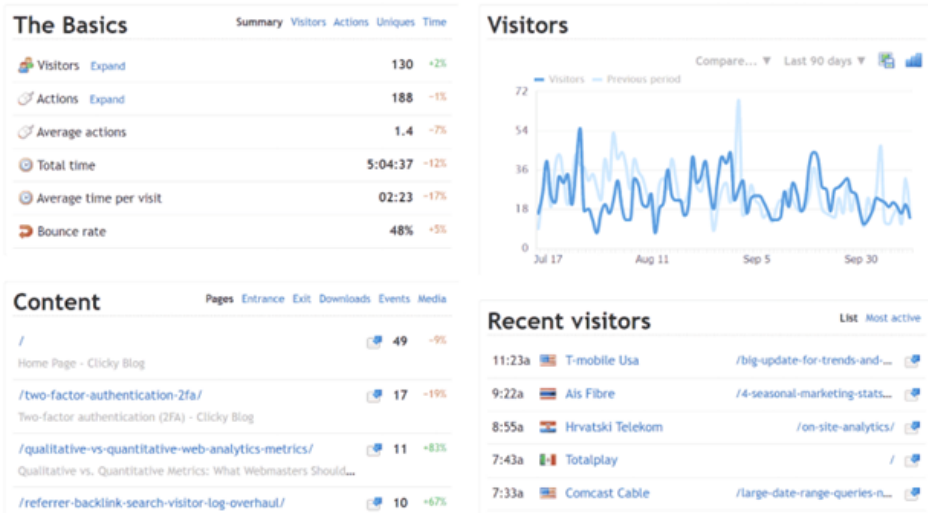 The Basics
Summary Visitors Actions Uniques Time
Visitors Expand 130 +2%
Actions Expand 188 -1%
Average actions 1.4 -7%
Total time 5:04:37 -12%
Average time per visit 02:23 -17%
Bounce rate 48% +5%
Content
Pages Entrance Exit Downloads Events Media
/ 49 -9%
Home Page - Clicky Blog
/two-factor-authentication-2fa/ 17 -19%
Two-factor authentication (2FA) - Clicky Blog
/qualitative-vs-quantitative-web-analytics-metrics/ 11 +83%
Qualitative vs. Quantitative Metrics: What Webmasters Should...
/referrer-backlink-search-visitor-log-overhaul/ 10 +67%
Visitors
Compare... ▼ Last 90 days ▼
Visitors Previous period
72
54
36
18
0
Jul 17 Aug 11 Sep 5 Sep 30
Recent visitors
List Most active
11:23a T-mobile Usa /big-update-for-trends-and-...
9:22a Ais Fibre /4-seasonal-marketing-stats...
8:55a Hrvatski Telekom /on-site-analytics/
7:43a Totalplay /
7:33a Comcast Cable /large-date-range-queries-n...